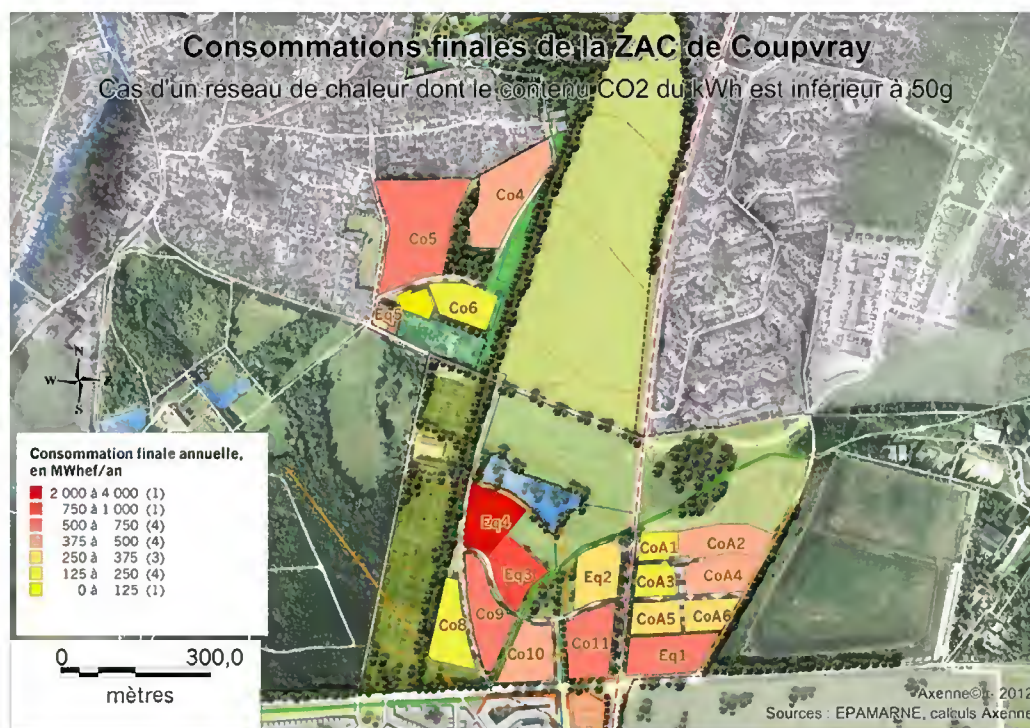 Consommations finales de la ZAC de Coupvray
Cas d'un réseau de chaleur dont le contenu CO2 du kWh est inférieur à 50g
Co4
Co5
Co6
Eq5
N
W
S
Consommation finale annuelle,
en MWhef/an
2 000 à 4 000 (1)
750 à 1 000 (1)
500 à 750 (4)
375 à 500 (4)
250 à 375 (3)
125 à 250 (4)
0 à 125 (1)
Eq4
Eq3
Eq2
CoA1
CoA2
CoA3
CoA4
CoA5
CoA6
Co8
Co9
Co10
Co11
Eq1
0 300,0
mètres
Axenne© - 2012
Sources : EPAMARNE, calculs Axenne